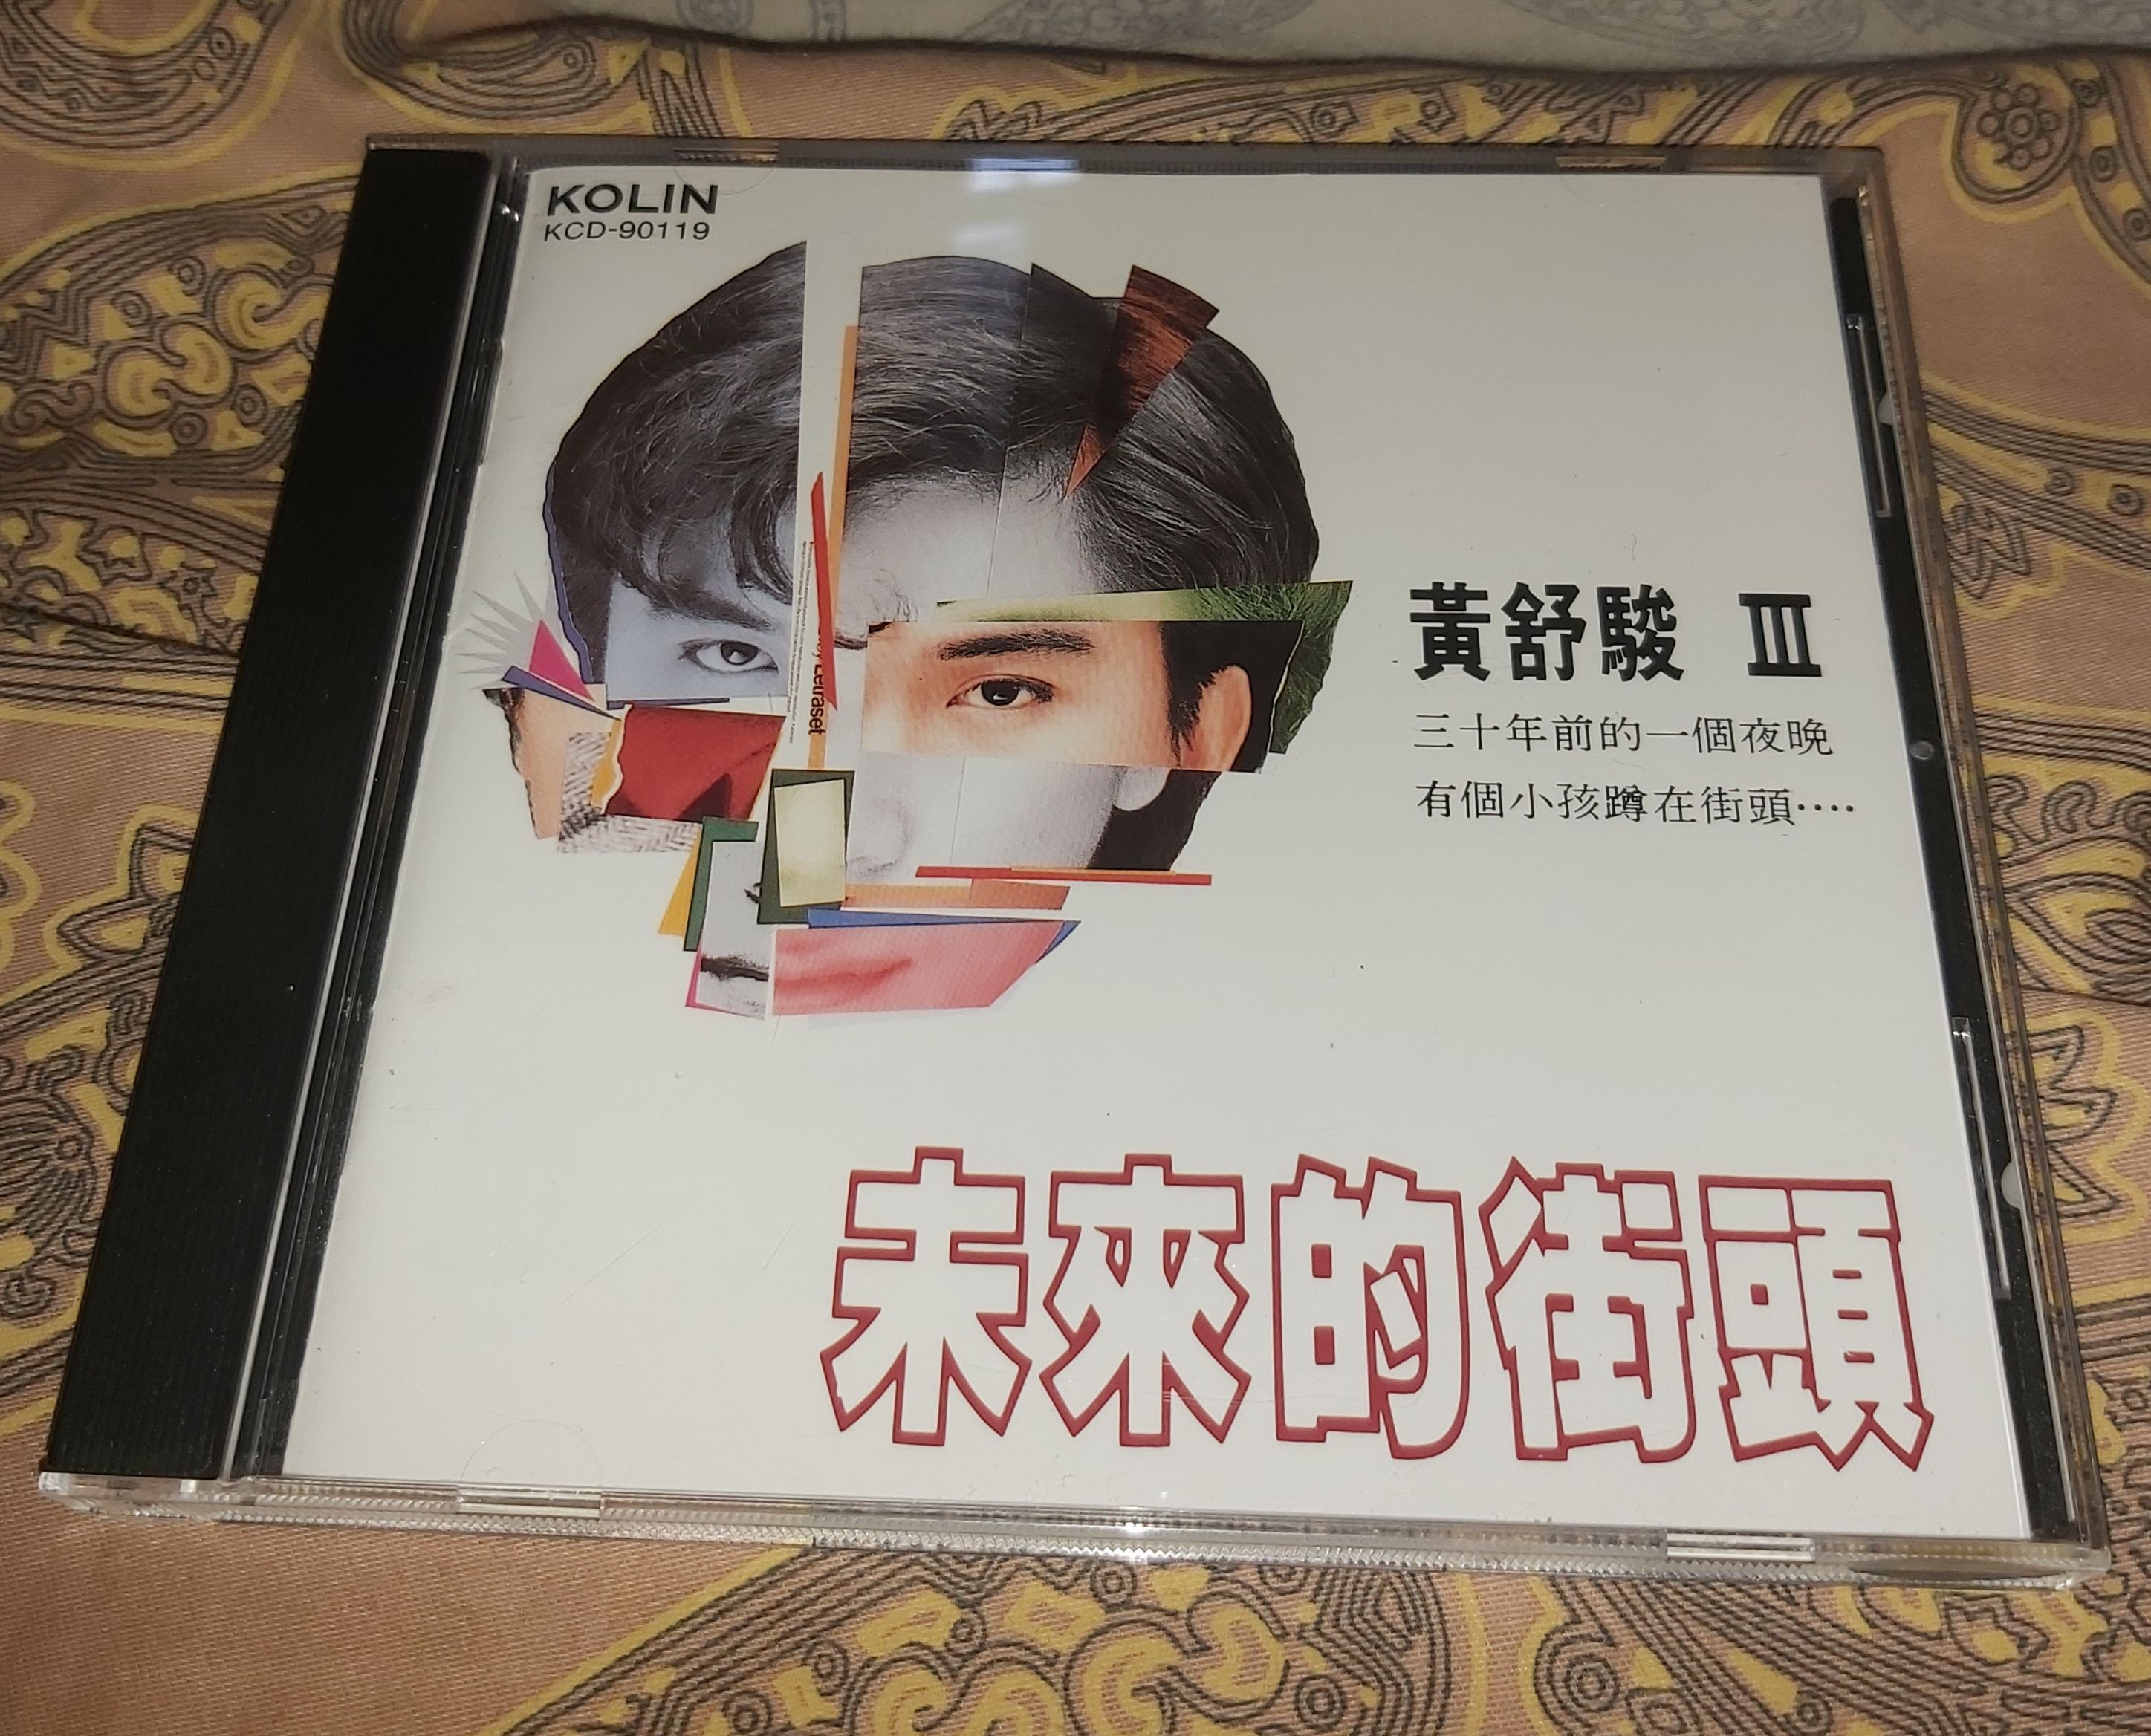 KOLIN
KCD-90119
Letraset
黃舒駿 III
三十年前的一個夜晚
有個小孩蹲在街頭····
未來的街頭